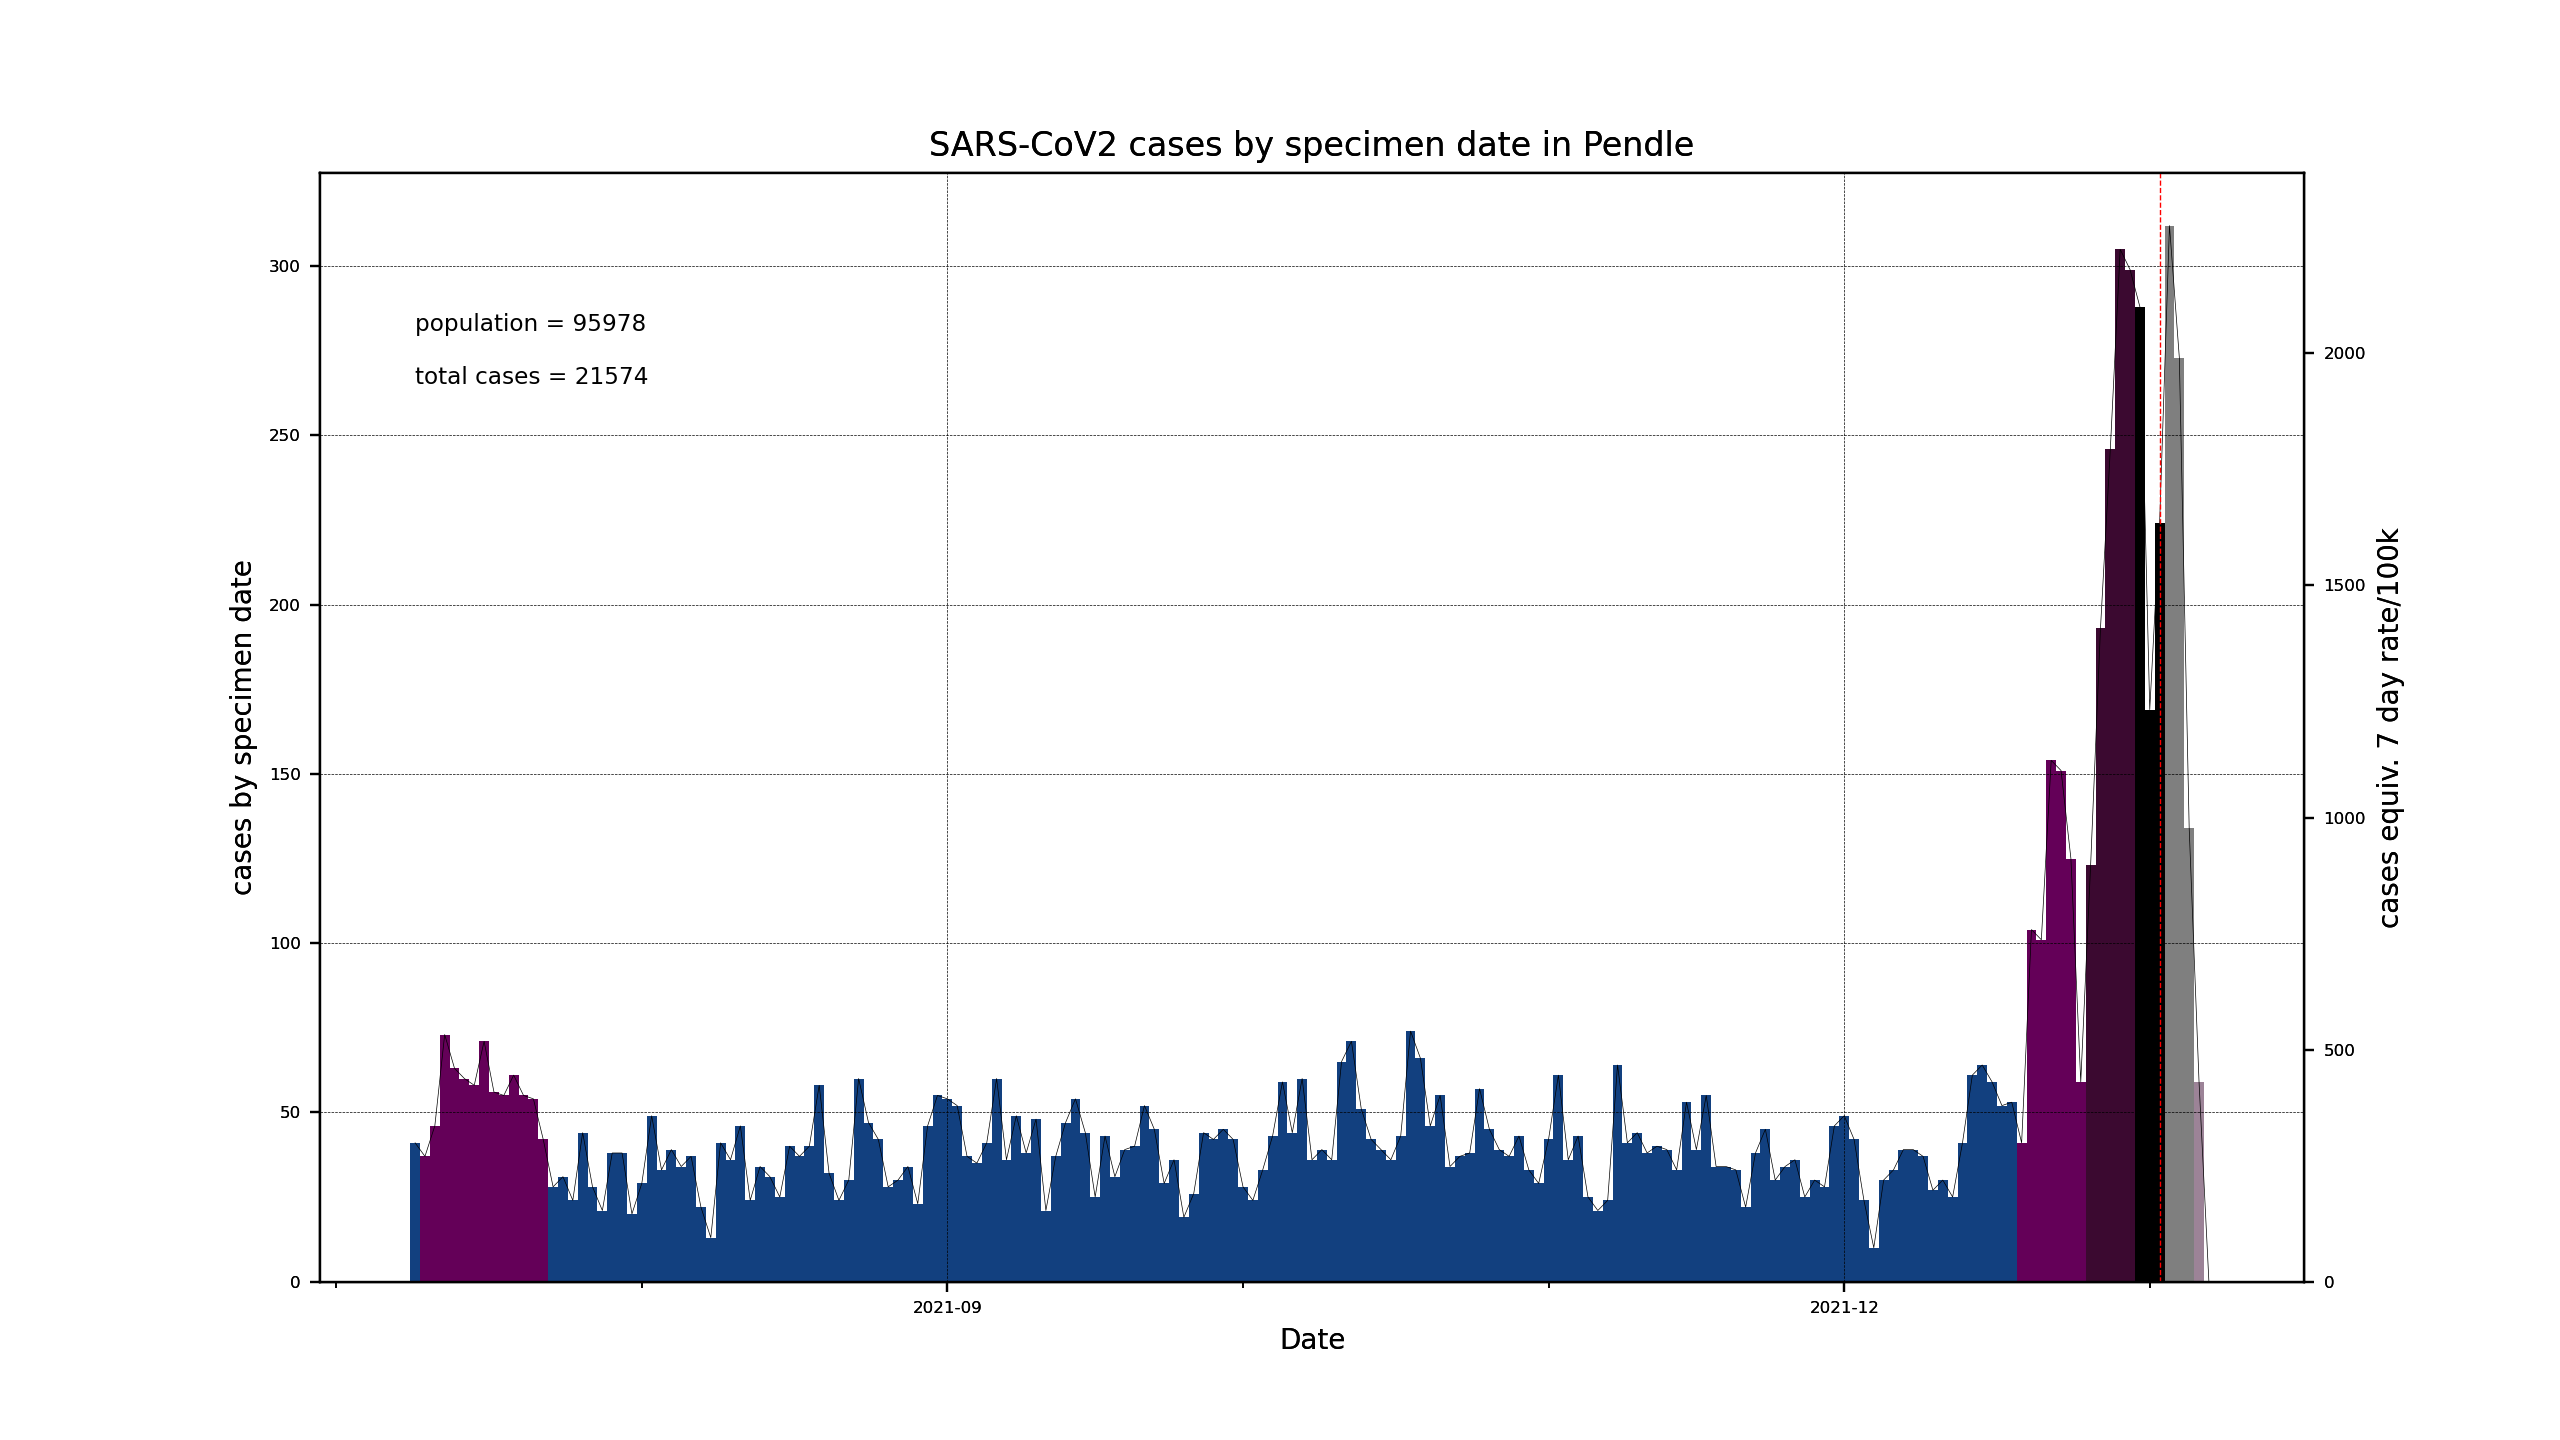 SARS-CoV2 cases by specimen date in Pendle
population = 95978
total cases = 21574
cases by specimen date
300
250
200
150
100
50
0
2000
1500
1000
500
0
cases equiv. 7 day rate/100k
2021-09
2021-12
Date